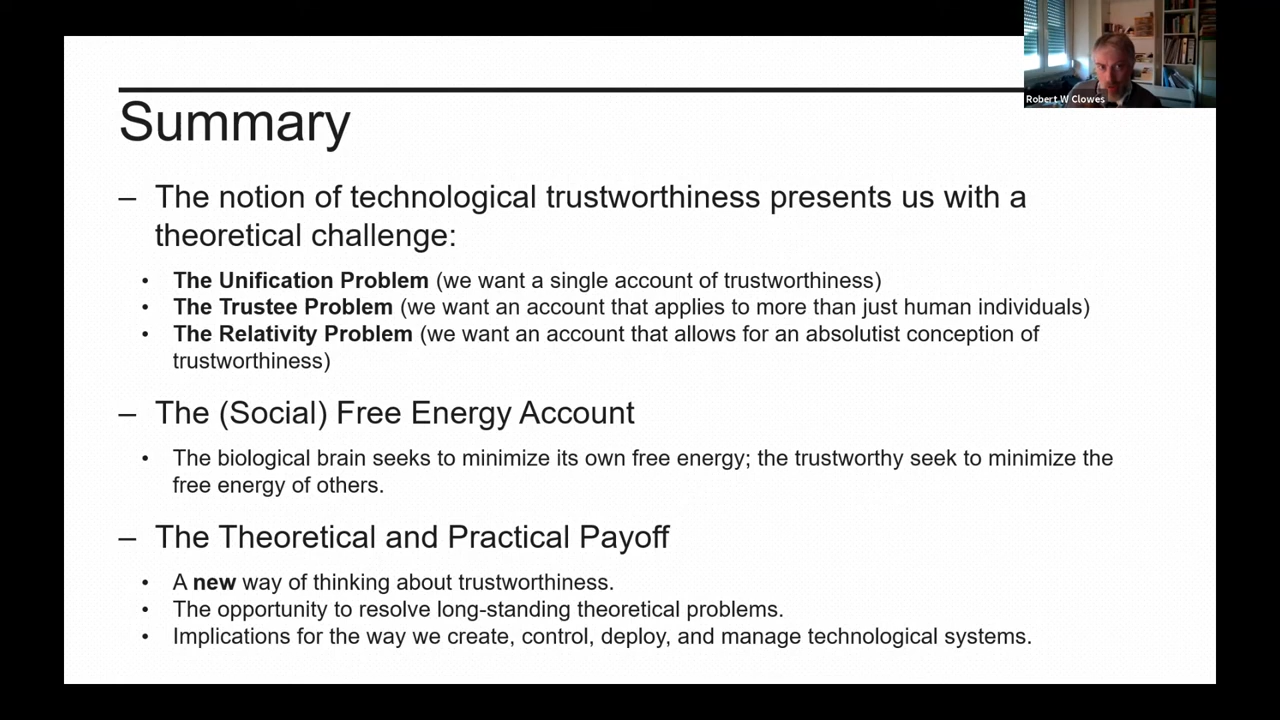 Robert W Clowes
Summary
– The notion of technological trustworthiness presents us with a
theoretical challenge:
• The Unification Problem (we want a single account of trustworthiness)
• The Trustee Problem (we want an account that applies to more than just human individuals)
• The Relativity Problem (we want an account that allows for an absolutist conception of
trustworthiness)
– The (Social) Free Energy Account
• The biological brain seeks to minimize its own free energy; the trustworthy seek to minimize the
free energy of others.
– The Theoretical and Practical Payoff
• A new way of thinking about trustworthiness.
• The opportunity to resolve long-standing theoretical problems.
• Implications for the way we create, control, deploy, and manage technological systems.